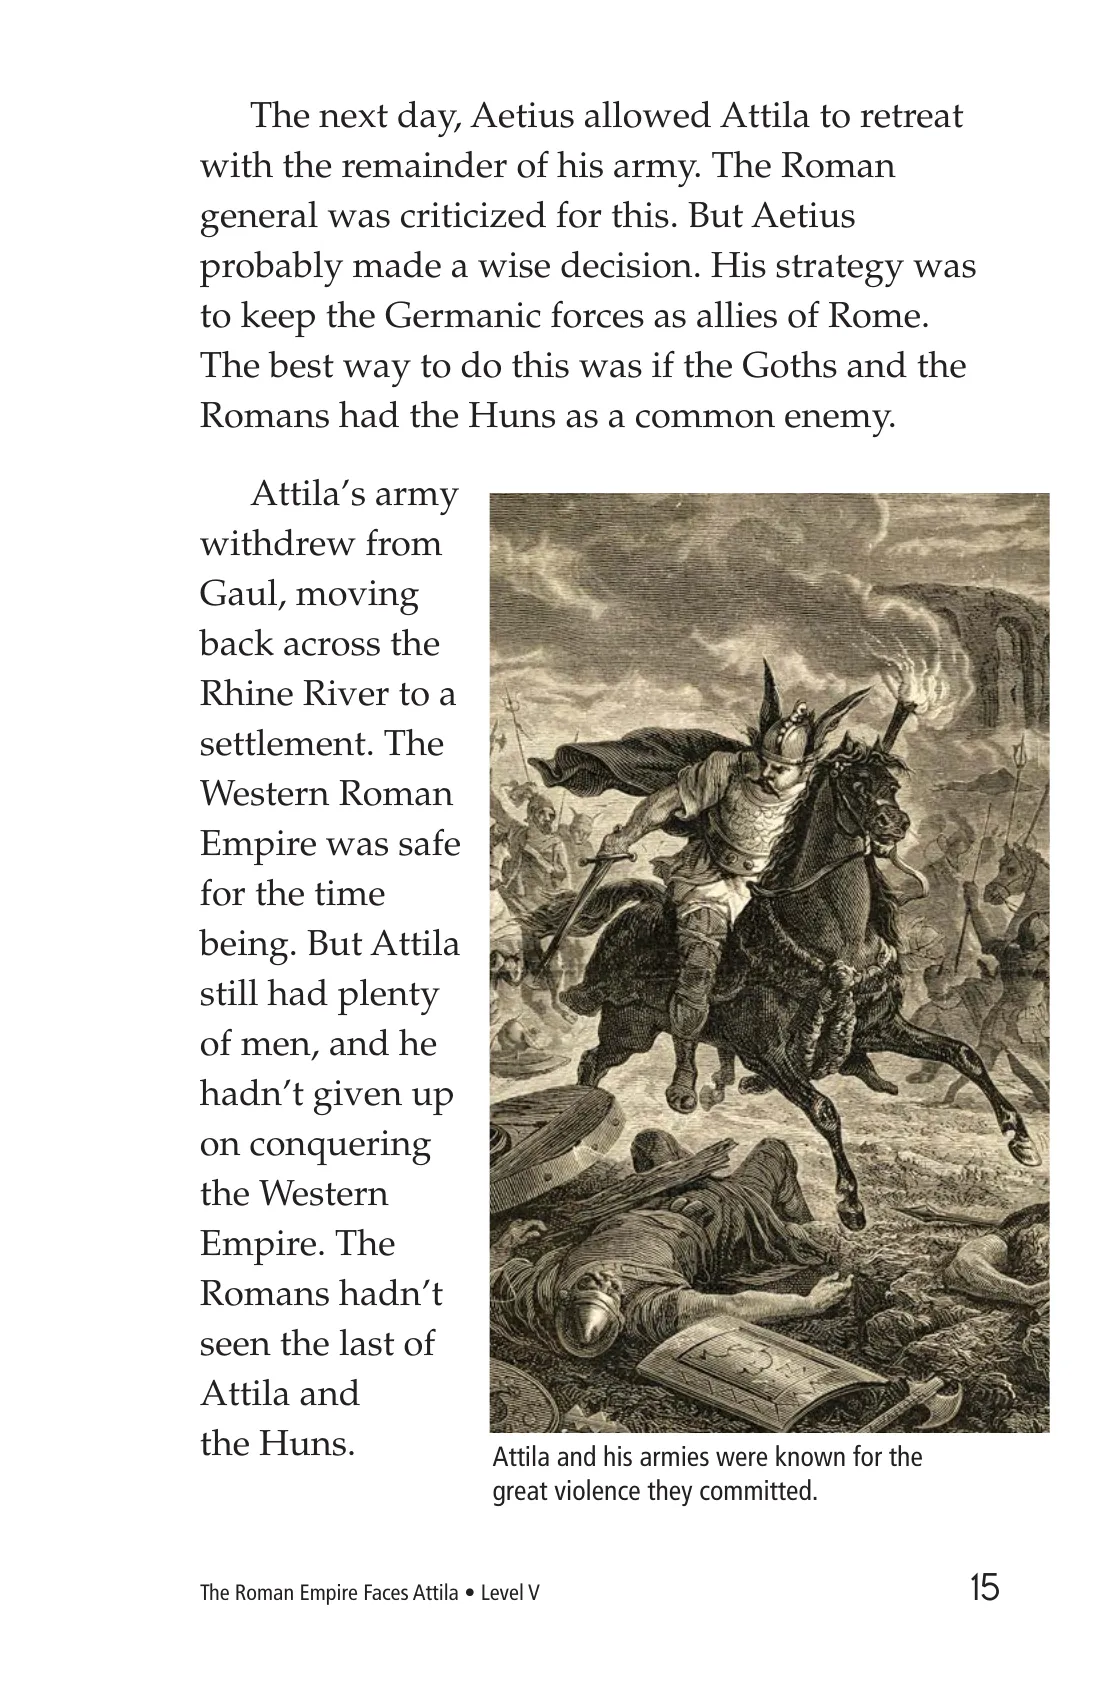 The next day, Aetius allowed Attila to retreat
with the remainder of his army. The Roman
general was criticized for this. But Aetius
probably made a wise decision. His strategy was
to keep the Germanic forces as allies of Rome.
The best way to do this was if the Goths and the
Romans had the Huns as a common enemy.
Attila’s army
withdrew from
Gaul, moving
back across the
Rhine River to a
settlement. The
Western Roman
Empire was safe
for the time
being. But Attila
still had plenty
of men, and he
hadn’t given up
on conquering
the Western
Empire. The
Romans hadn’t
seen the last of
Attila and
the Huns.
Attila and his armies were known for the
great violence they committed.
The Roman Empire Faces Attila • Level V
15